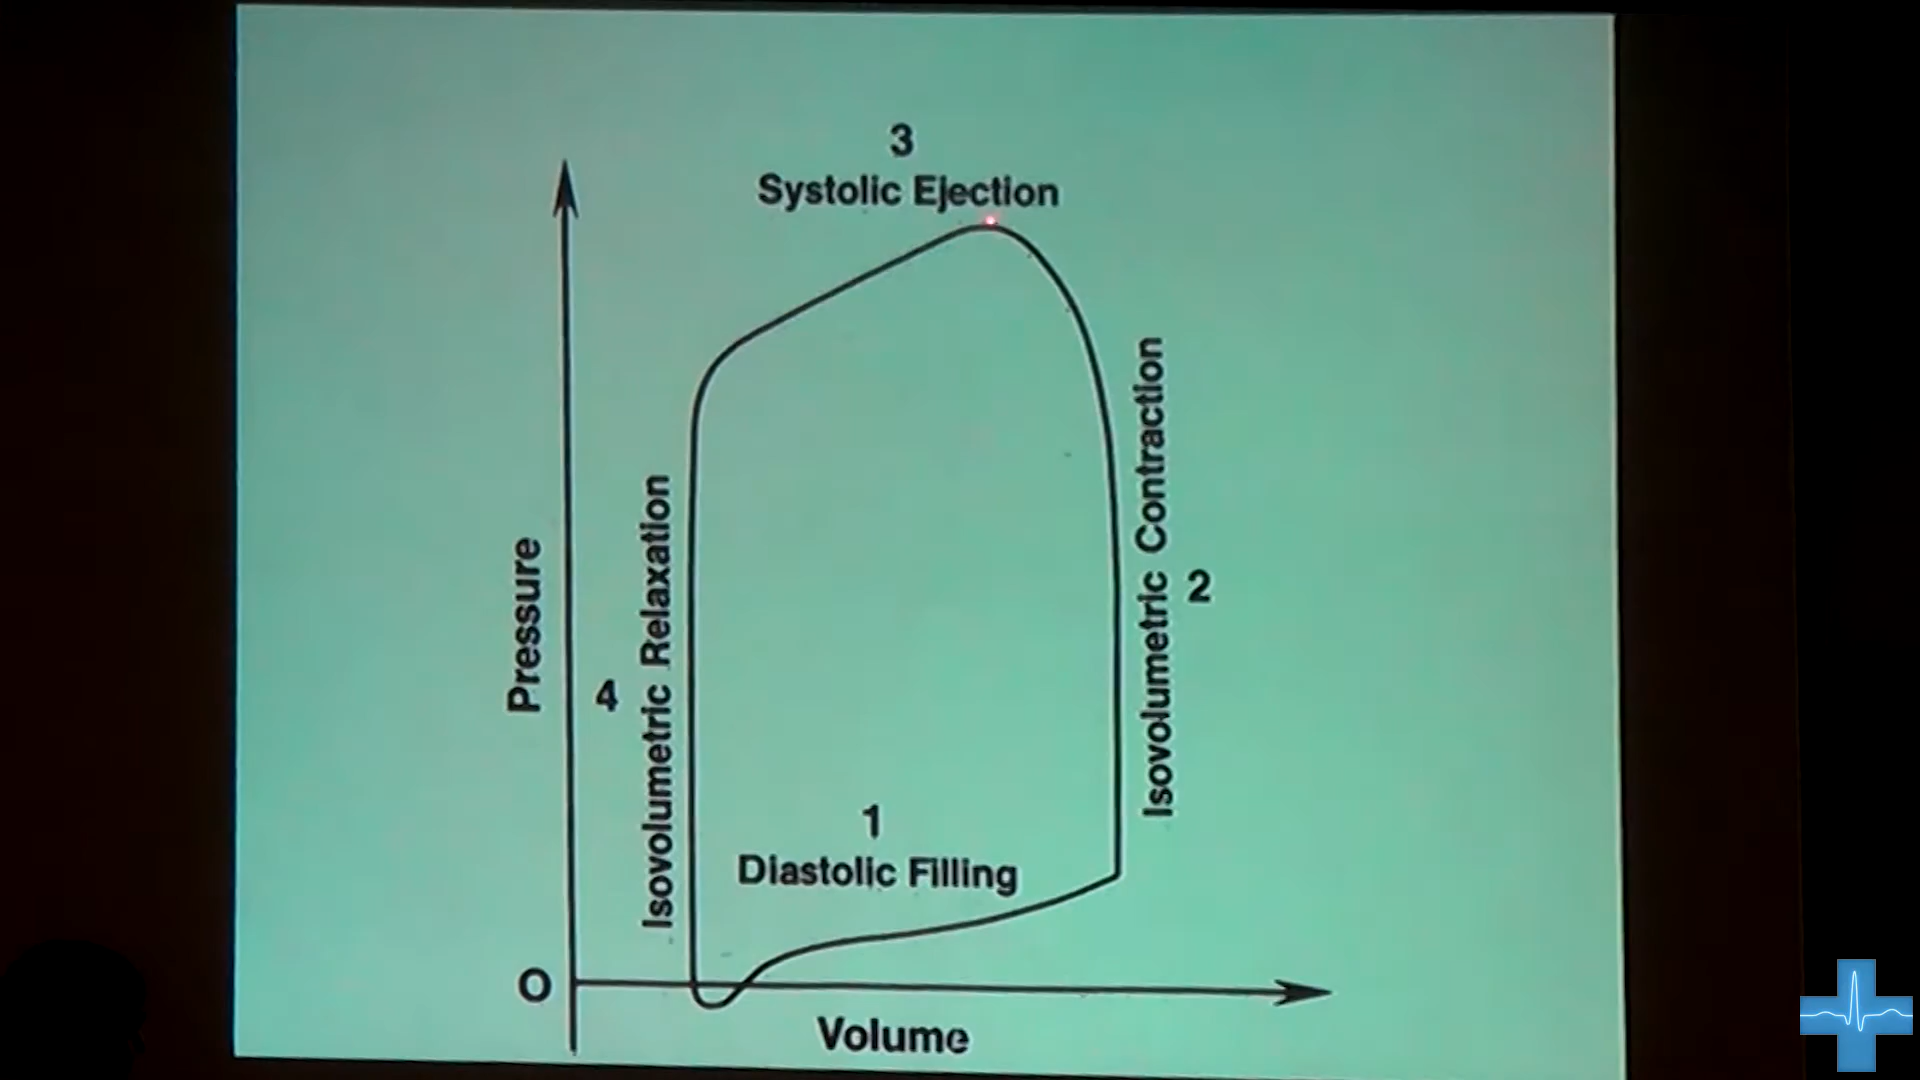 3
Systolic Ejection
Pressure
4
Isovolumetric Relaxation
Isovolumetric Contraction
2
1
Diastolic Filling
O
Volume